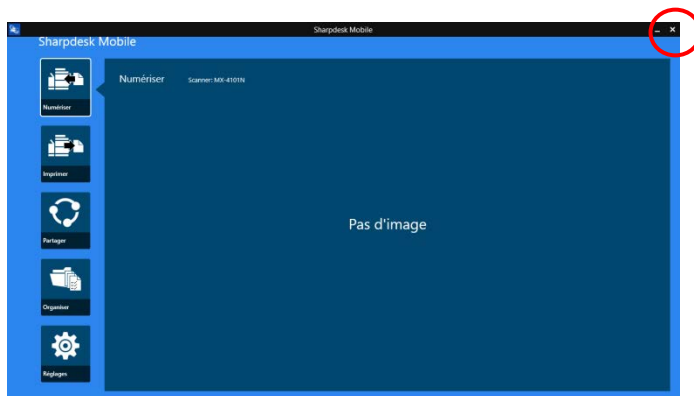 Sharpdesk Mobile
Sharpdesk Mobile
Numériser
Numériser Scanner: MX-4101N
Imprimer
Pas d'image
Partager
Organiser
Réglages